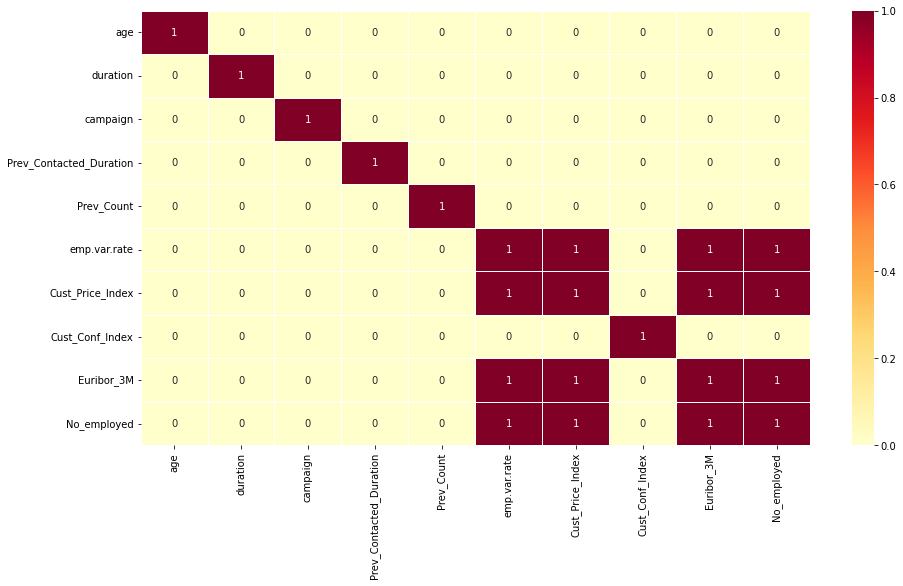 age 1 0 0 0 0 0 0 0 0 0
duration 0 1 0 0 0 0 0 0 0 0
campaign 0 0 1 0 0 0 0 0 0 0
Prev_Contacted_Duration 0 0 0 1 0 0 0 0 0 0
Prev_Count 0 0 0 0 1 0 0 0 0 0
emp.var.rate 0 0 0 0 0 1 1 0 1 1
Cust_Price_Index 0 0 0 0 0 1 1 0 1 1
Cust_Conf_Index 0 0 0 0 0 0 0 1 0 0
Euribor_3M 0 0 0 0 0 1 1 0 1 1
No_employed 0 0 0 0 0 1 1 0 1 1
age
duration
campaign
Prev_Contacted_Duration
Prev_Count
emp.var.rate
Cust_Price_Index
Cust_Conf_Index
Euribor_3M
No_employed
1.0
0.8
0.6
0.4
0.2
0.0